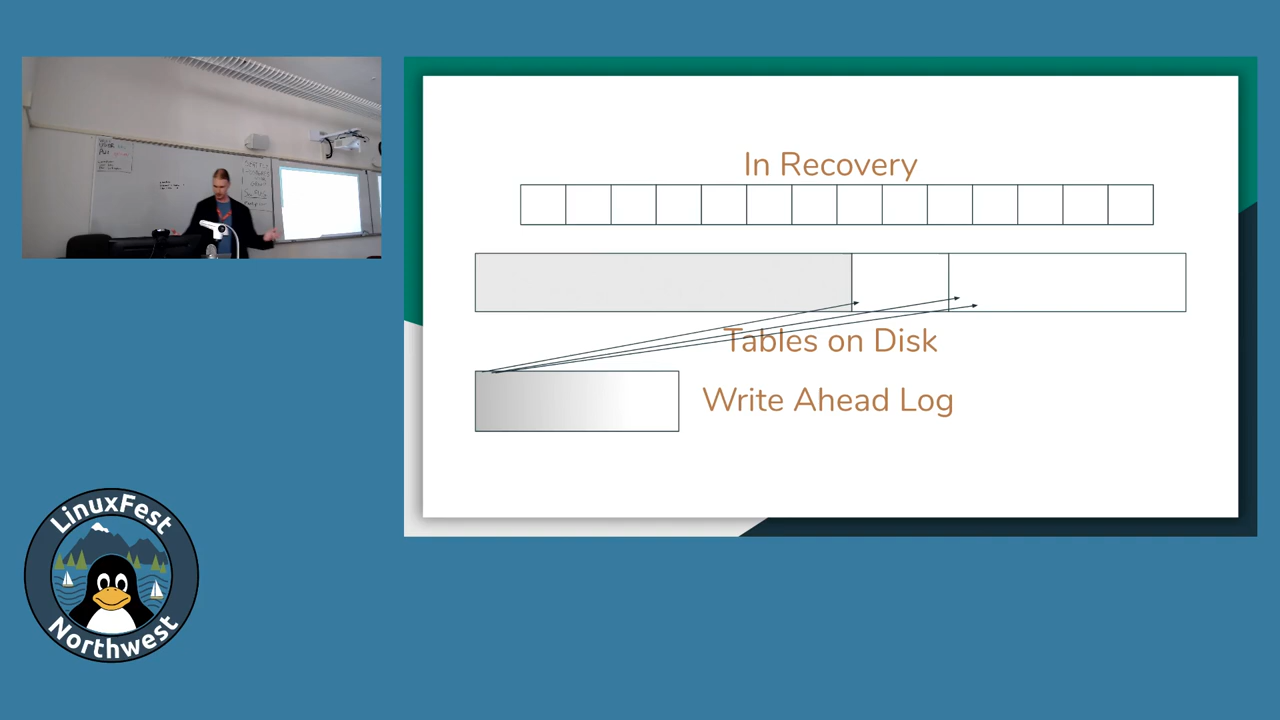 In Recovery
Tables on Disk
Write Ahead Log
LinuxFest
Northwest